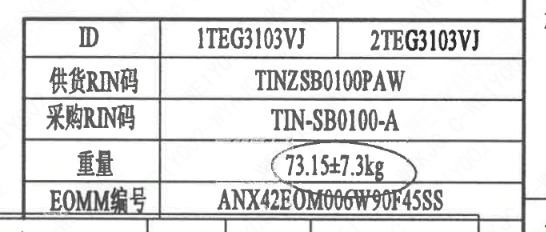 ID 1TEG3103VJ 2TEG3103VJ
供货RIN码 TINZSB0100PAW
采购RIN码 TIN-SB0100-A
重量 73.15±7.3kg
EOMM编号 ANX42EOM006W90F45SS